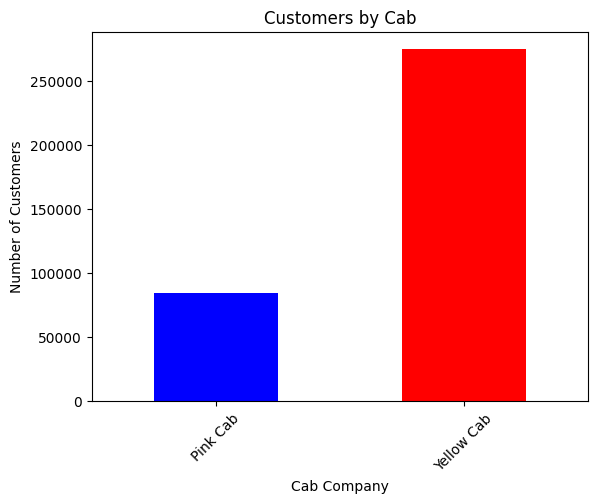 Customers by Cab
Number of Customers
250000
200000
150000
100000
50000
0
Pink Cab
Yellow Cab
Cab Company